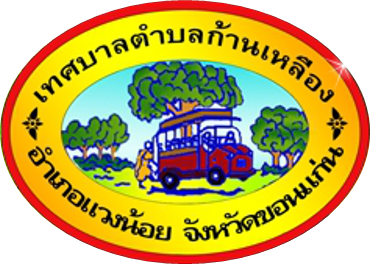 เทศบาลตำบลก้านเหลือง
อำเภอแวงน้อย จังหวัดขอนแก่น